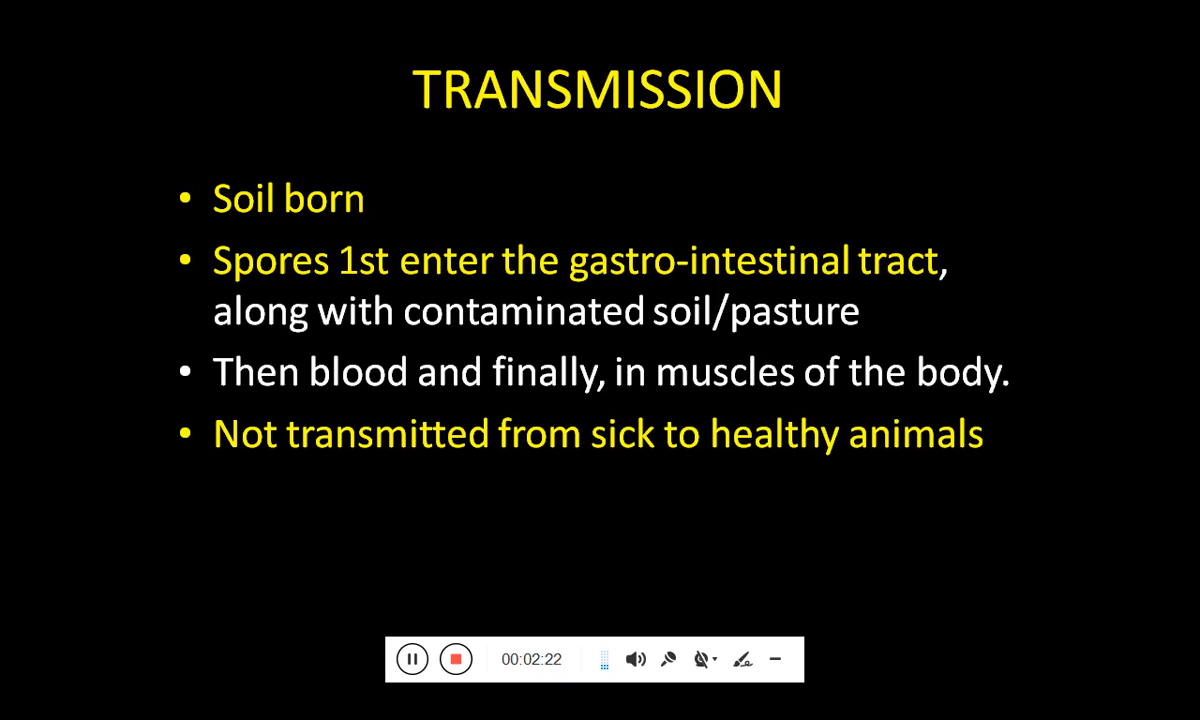 TRANSMISSION
• Soil born
• Spores 1st enter the gastro-intestinal tract,
along with contaminated soil/pasture
• Then blood and finally, in muscles of the body.
• Not transmitted from sick to healthy animals
00:02:22